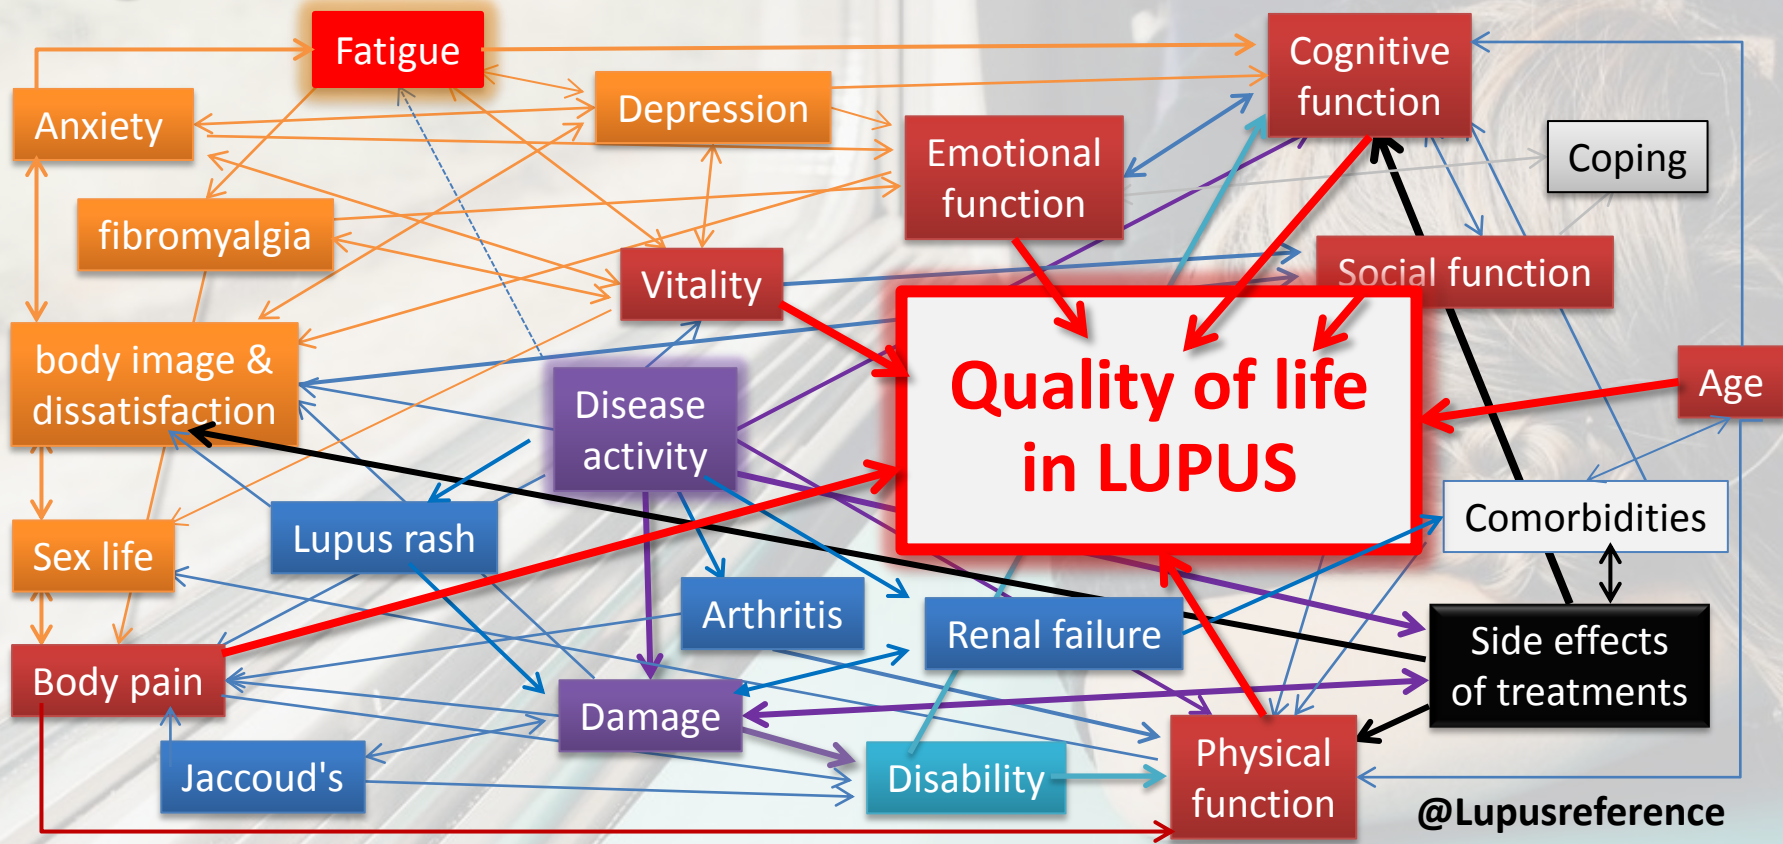 Fatigue
Cognitive
function
Anxiety
Depression
Emotional
function
Coping
fibromyalgia
Vitality
Social function
body image &
dissatisfaction
Disease
activity
Quality of life
in LUPUS
Age
Lupus rash
Comorbidities
Sex life
Arthritis
Renal failure
Side effects
of treatments
Body pain
Damage
Jaccoud's
Disability
Physical
function
@Lupusreference